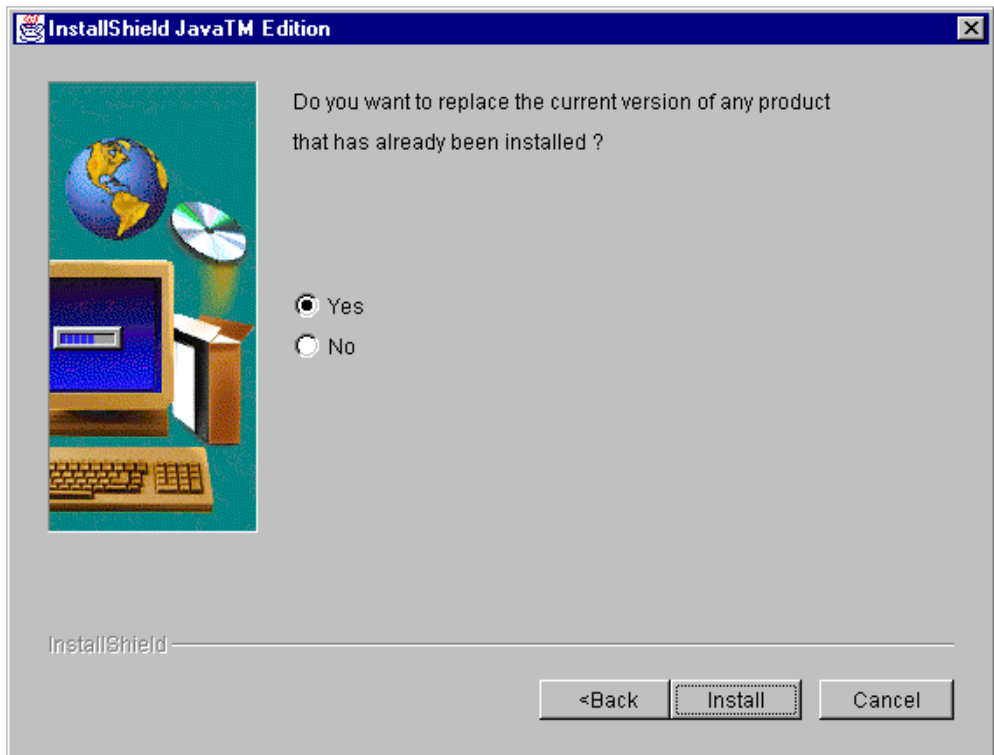 InstallShield JavaTM Edition
Do you want to replace the current version of any product
that has already been installed ?
Yes
No
InstallShield
<Back
Install
Cancel